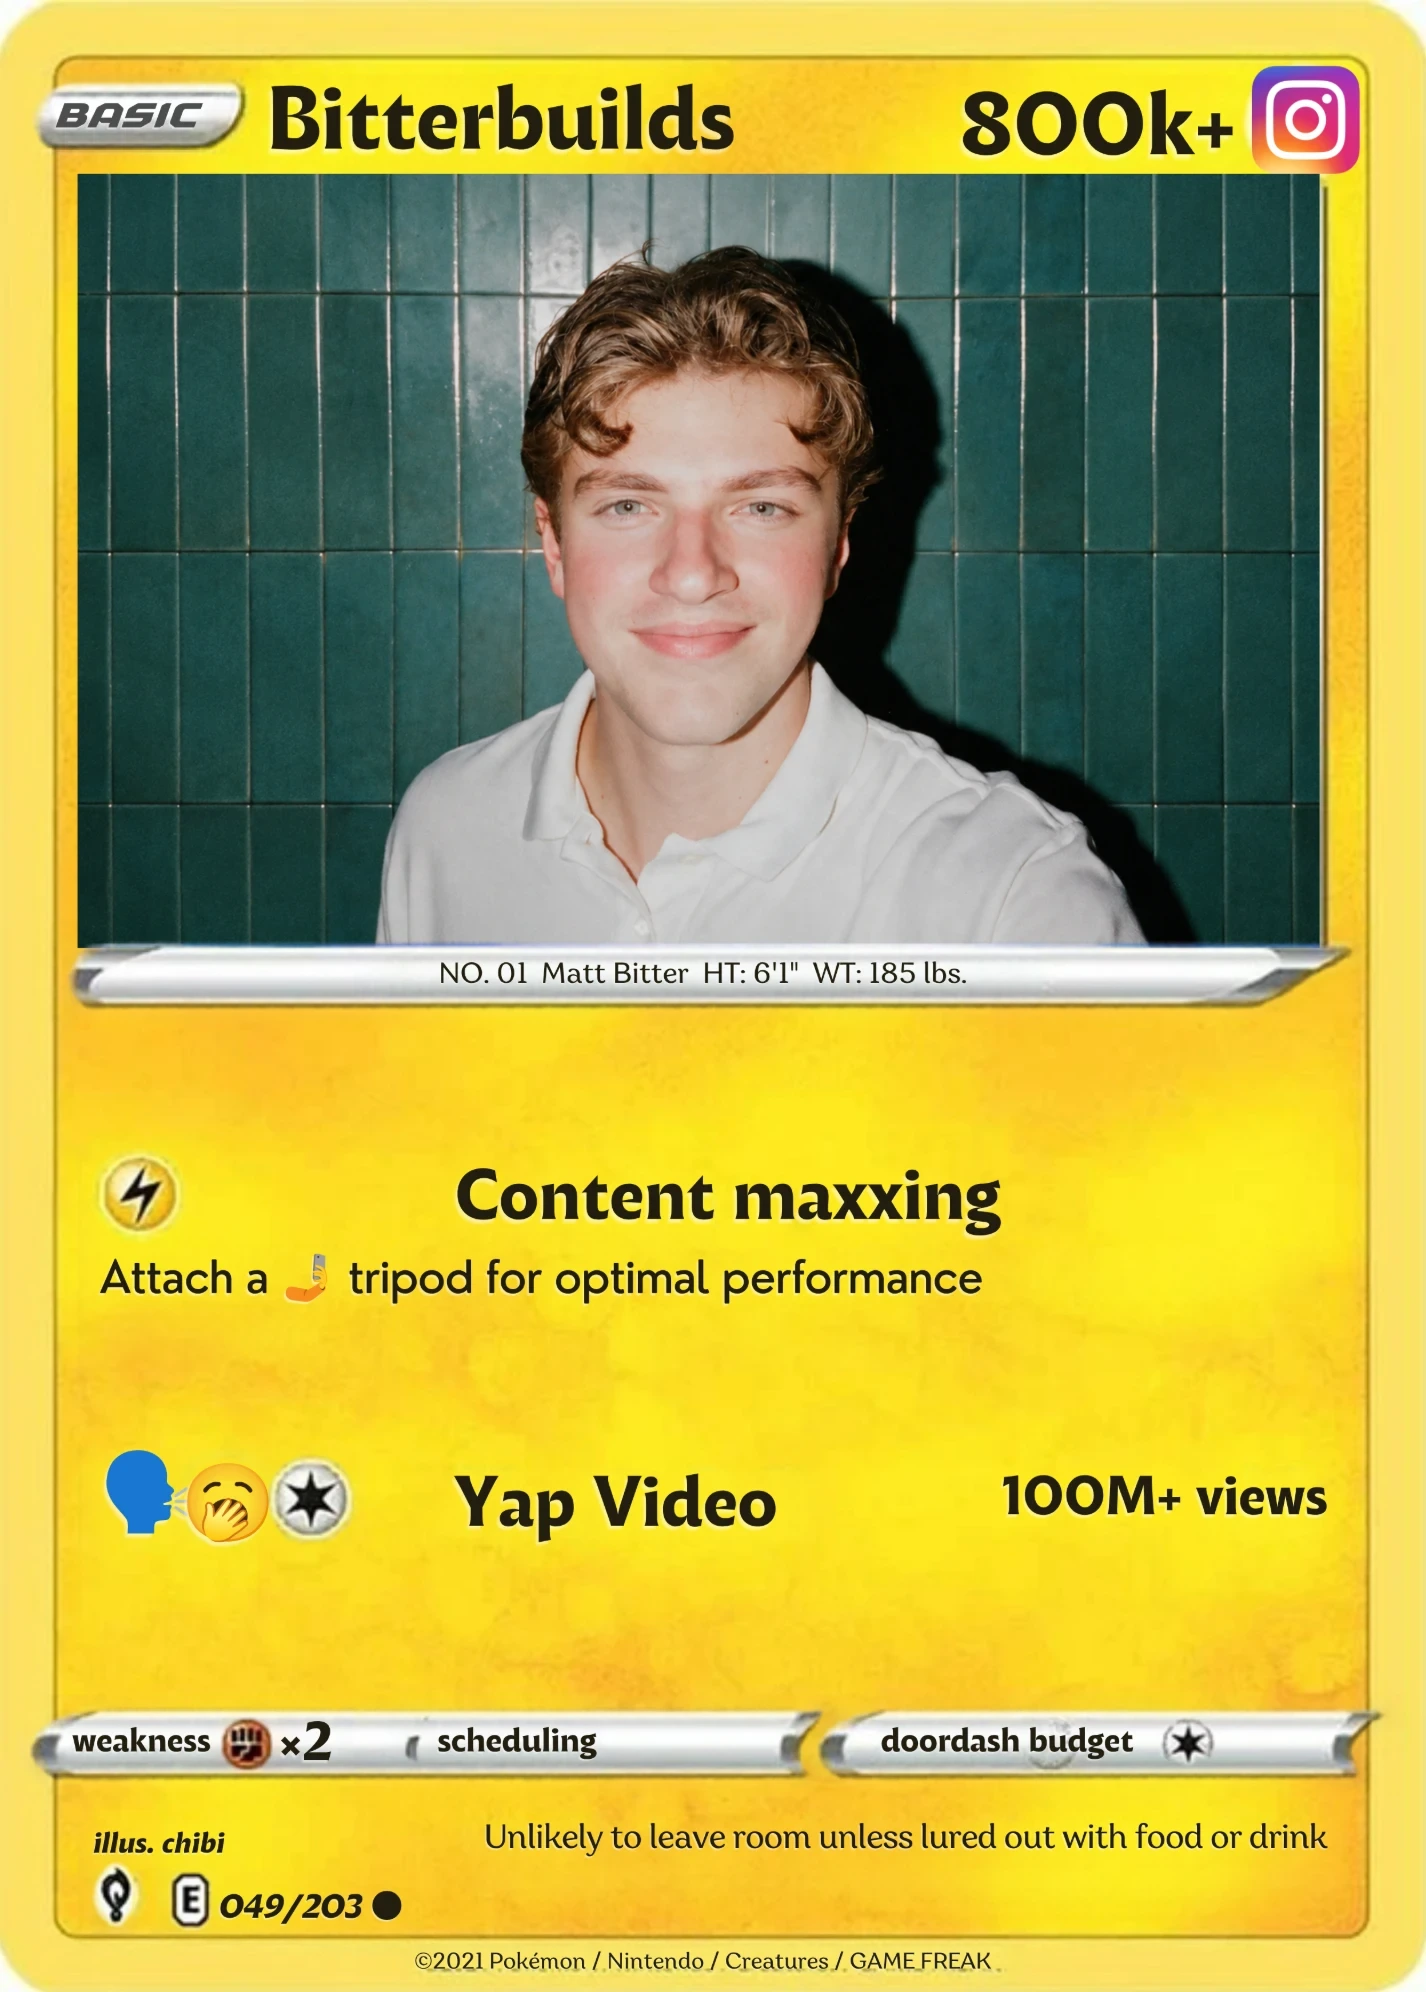 BASIC Bitterbuilds 800k+
NO. 01 Matt Bitter HT: 6'1" WT: 185 lbs.
Content maxxing
Attach a 🤳 tripod for optimal performance
Yap Video 100M+ views
weakness ×2 scheduling doordash budget
illus. chibi
Unlikely to leave room unless lured out with food or drink
E 049/203
©2021 Pokémon / Nintendo / Creatures / GAME FREAK